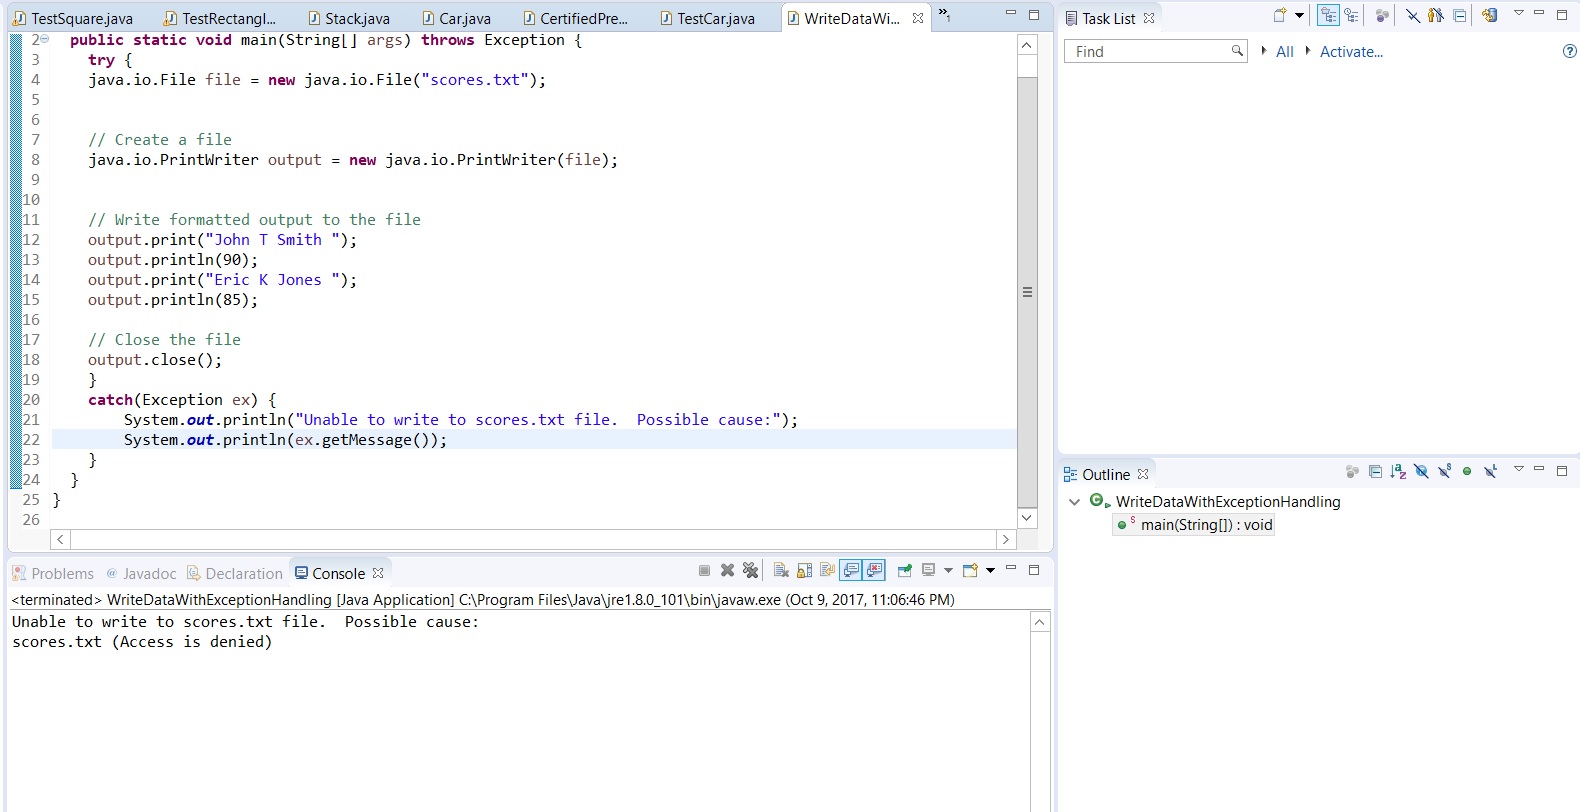 TestSquare.java TestRectangl... Stack.java Car.java CertifiedPre... TestCar.java WriteDataWi... »1
2 public static void main(String[] args) throws Exception {
3 try {
4 java.io.File file = new java.io.File("scores.txt");
5
6
7 // Create a file
8 java.io.PrintWriter output = new java.io.PrintWriter(file);
9
10
11 // Write formatted output to the file
12 output.print("John T Smith ");
13 output.println(90);
14 output.print("Eric K Jones ");
15 output.println(85);
16
17 // Close the file
18 output.close();
19 }
20 catch(Exception ex) {
21 System.out.println("Unable to write to scores.txt file.  Possible cause:");
22 System.out.println(ex.getMessage());
23 }
24 }
25 }
26
Problems @ Javadoc Declaration Console
<terminated> WriteDataWithExceptionHandling [Java Application] C:\Program Files\Java\jre1.8.0_101\bin\javaw.exe (Oct 9, 2017, 11:06:46 PM)
Unable to write to scores.txt file.  Possible cause:
scores.txt (Access is denied)
Task List
Find All Activate...
Outline
WriteDataWithExceptionHandling
main(String[]) : void